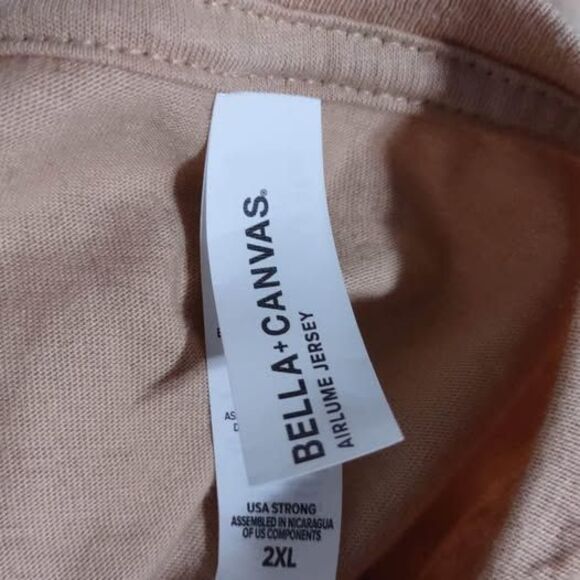 BELLA+CANVAS®
AIRLUME JERSEY
USA STRONG
ASSEMBLED IN NICARAGUA
OF US COMPONENTS
2XL